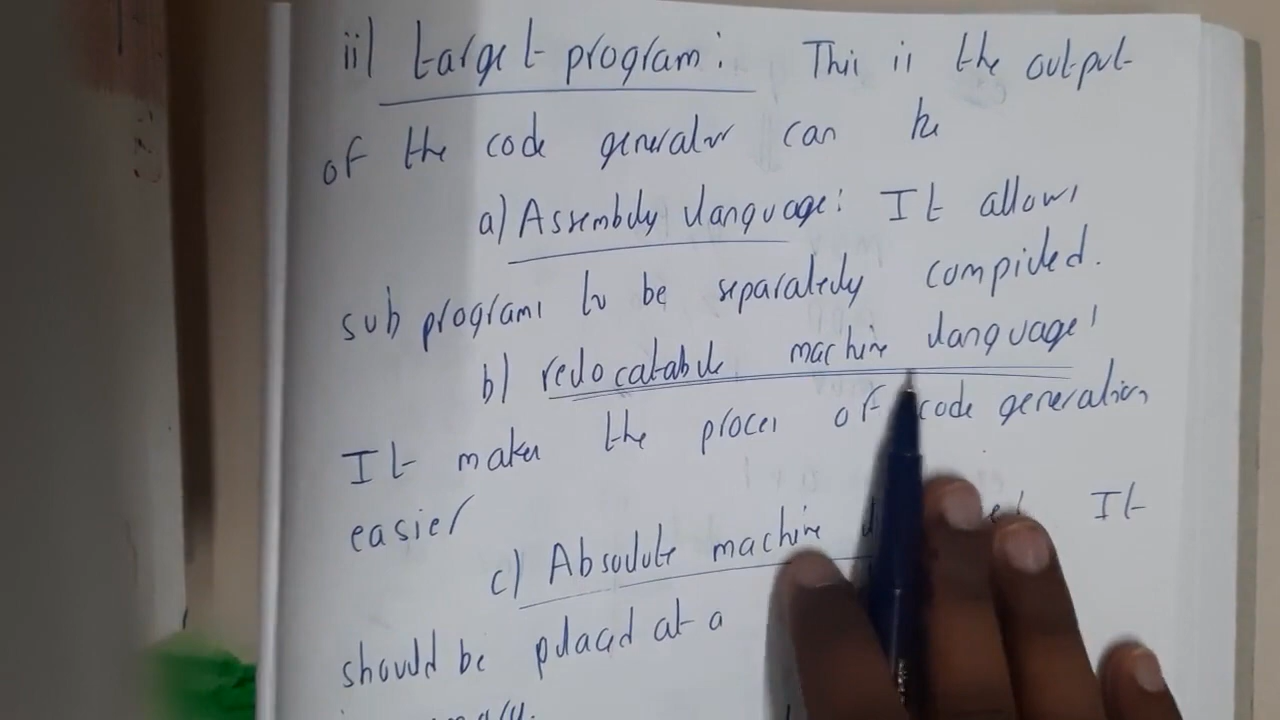 ii) target program: This is the output
of the code generator can be
a) Assembly language: It allows
sub programs to be separately compiled.
b) relocatable machine language:
It makes the process of code generation
easier
c) Absolute machine It
should be placed at a